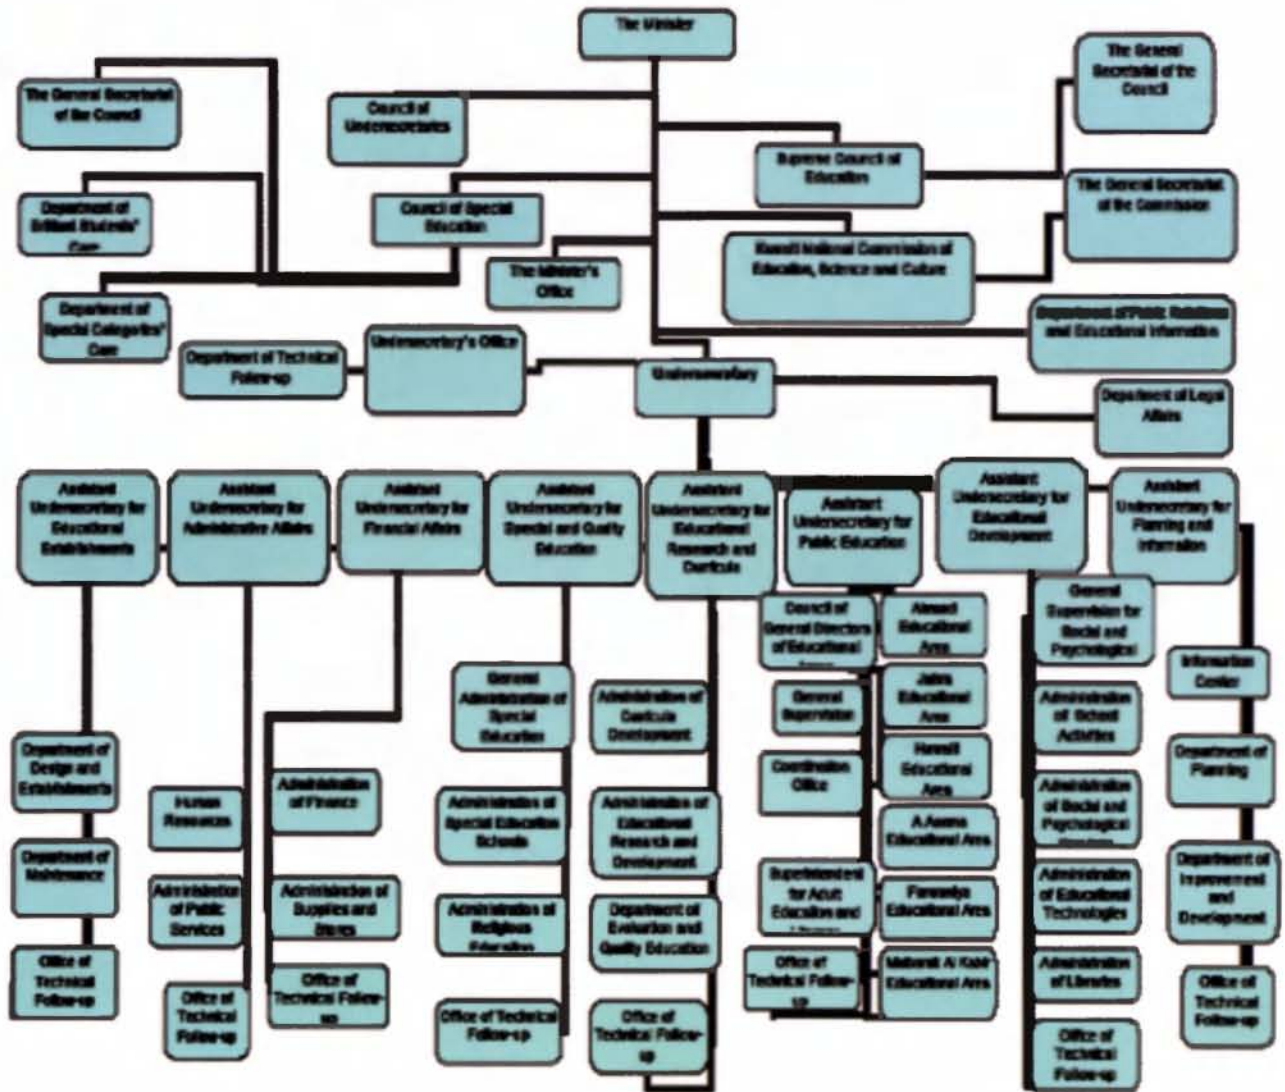 The Minister
The General
Secretariat of the
Council
The General Secretariat
of the Council
Council of
Undersecretaries
Supreme Council of
Education
The General Secretariat
of the Commission
Department of
Brilliant Students'
Care
Council of Special
Education
Kuwait National Commission of
Education, Science and Culture
The Minister's
Office
Department of
Special Categories'
Care
Department of Public Relations
and Educational Information
Undersecretary's Office
Department of Technical
Follow-up
Undersecretary
Department of Legal
Affairs
Assistant
Undersecretary for
Educational
Establishments
Assistant
Undersecretary for
Administrative Affairs
Assistant
Undersecretary for
Financial Affairs
Assistant
Undersecretary for
Special and Quality
Education
Assistant
Undersecretary for
Educational
Research and
Curricula
Assistant
Undersecretary for
Public Education
Assistant
Undersecretary for
Educational
Development
Assistant
Undersecretary for
Planning and
Information
Department of
Design and
Establishments
Department of
Maintenance
Office of
Technical
Follow-up
Human
Resources
Administration
of Public
Services
Office of
Technical
Follow-up
Administration
of Finance
Administration of
Supplies and
Stores
Office of
Technical Follow-
up
General
Administration of
Special
Education
Administration of
Special Education
Schools
Administration of
Religious
Education
Office of Technical
Follow-up
Administration of
Curricula
Development
Administration of
Educational
Research and
Development
Department of
Evaluation and
Quality Education
Office of
Technical Follow-
up
Council of
General Directors
of Educational
General
Supervision
Coordination
Office
Superintendent
for Adult
Education and
Office of
Technical Follow-
up
Ahmadi
Educational
Area
Jahra
Educational
Area
Hawalli
Educational
Area
Al Asema
Educational Area
Farwaniya
Educational Area
Mubarak Al Kabir
Educational Area
General
Supervision for
Social and
Psychological
Administration
of School
Activities
Administration
of Social and
Psychological
Administration
of Educational
Technologies
Administration
of Libraries
Office of
Technical
Follow-up
Information
Center
Department of
Planning
Department of
Improvement
and
Development
Office of
Technical
Follow-up